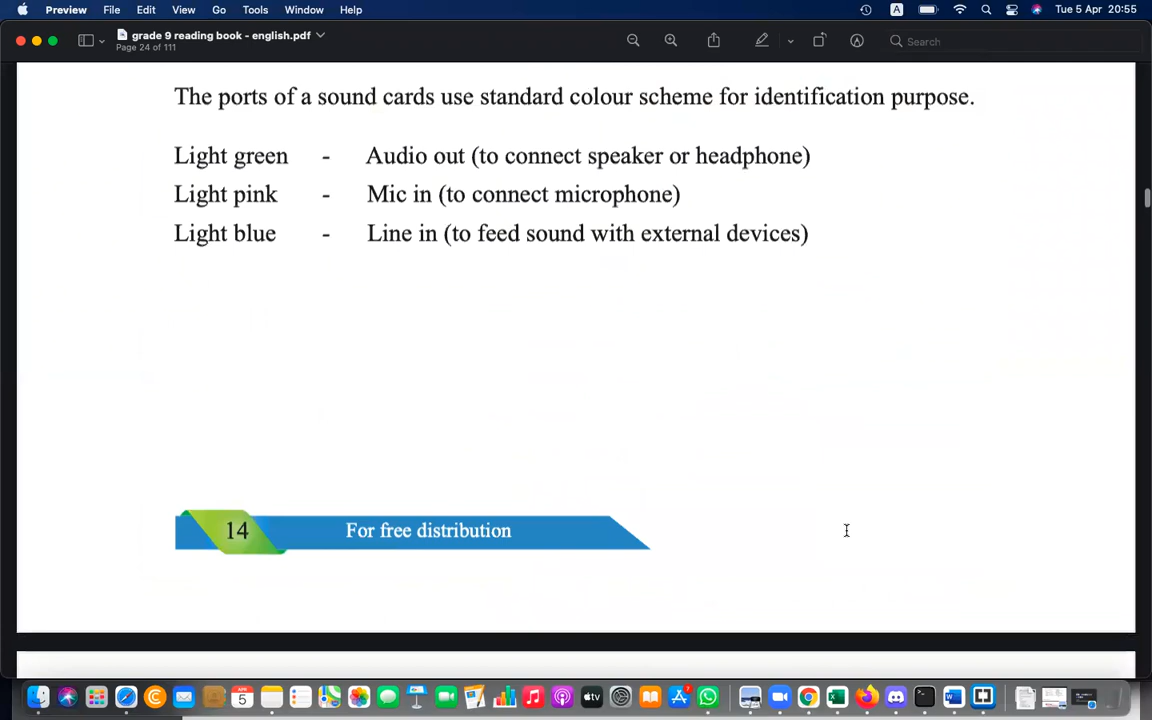 Preview File Edit View Go Tools Window Help A Tue 5 Apr 20:55
grade 9 reading book - english.pdf
Page 24 of 111
Search
The ports of a sound cards use standard colour scheme for identification purpose.
Light green - Audio out (to connect speaker or headphone)
Light pink - Mic in (to connect microphone)
Light blue - Line in (to feed sound with external devices)
14 For free distribution